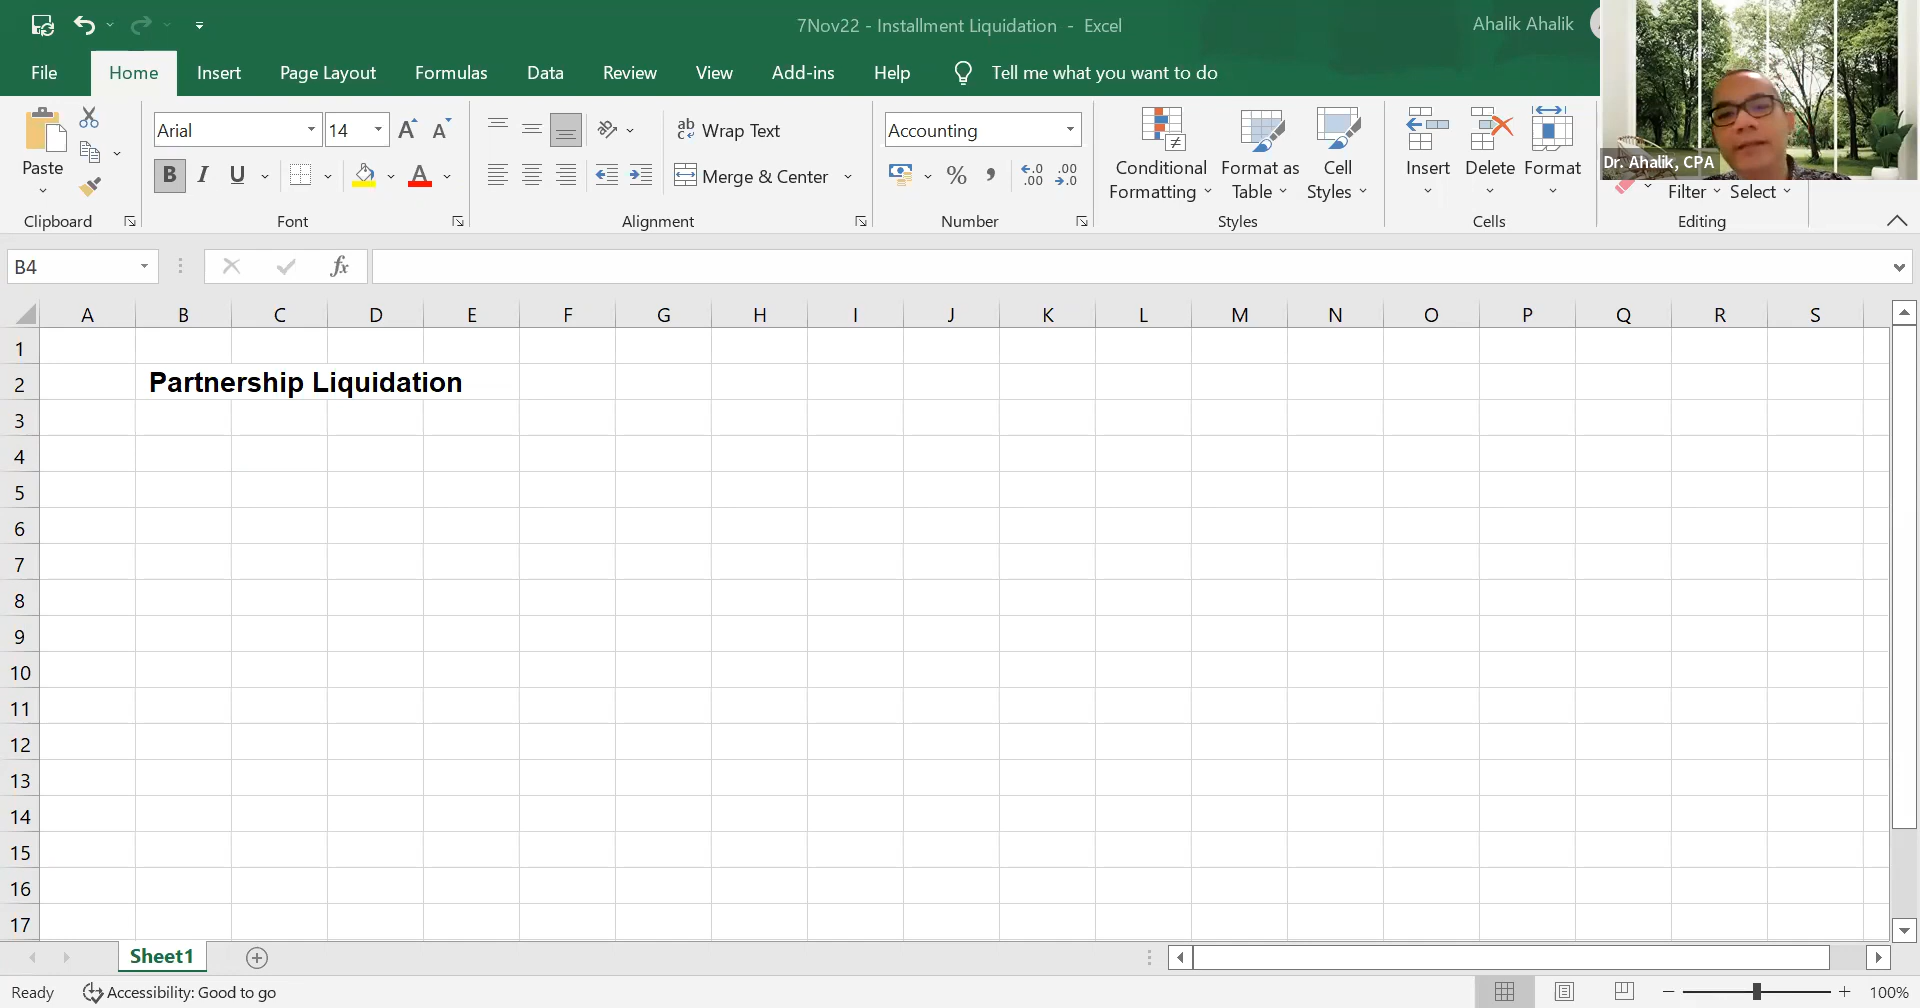 7Nov22 - Installment Liquidation - Excel
Ahalik Ahalik
File Home Insert Page Layout Formulas Data Review View Add-ins Help Tell me what you want to do
Arial 14 ab Wrap Text Accounting
Paste B I U A Merge & Center % Conditional Formatting Format as Table Cell Styles Insert Delete Format
Dr. Ahalik, CPA
Filter Select
Clipboard Font Alignment Number Styles Cells Editing
B4 fx
A B C D E F G H I J K L M N O P Q R S
1
2 Partnership Liquidation
3
4
5
6
7
8
9
10
11
12
13
14
15
16
17
Sheet1
Ready Accessibility: Good to go 100%